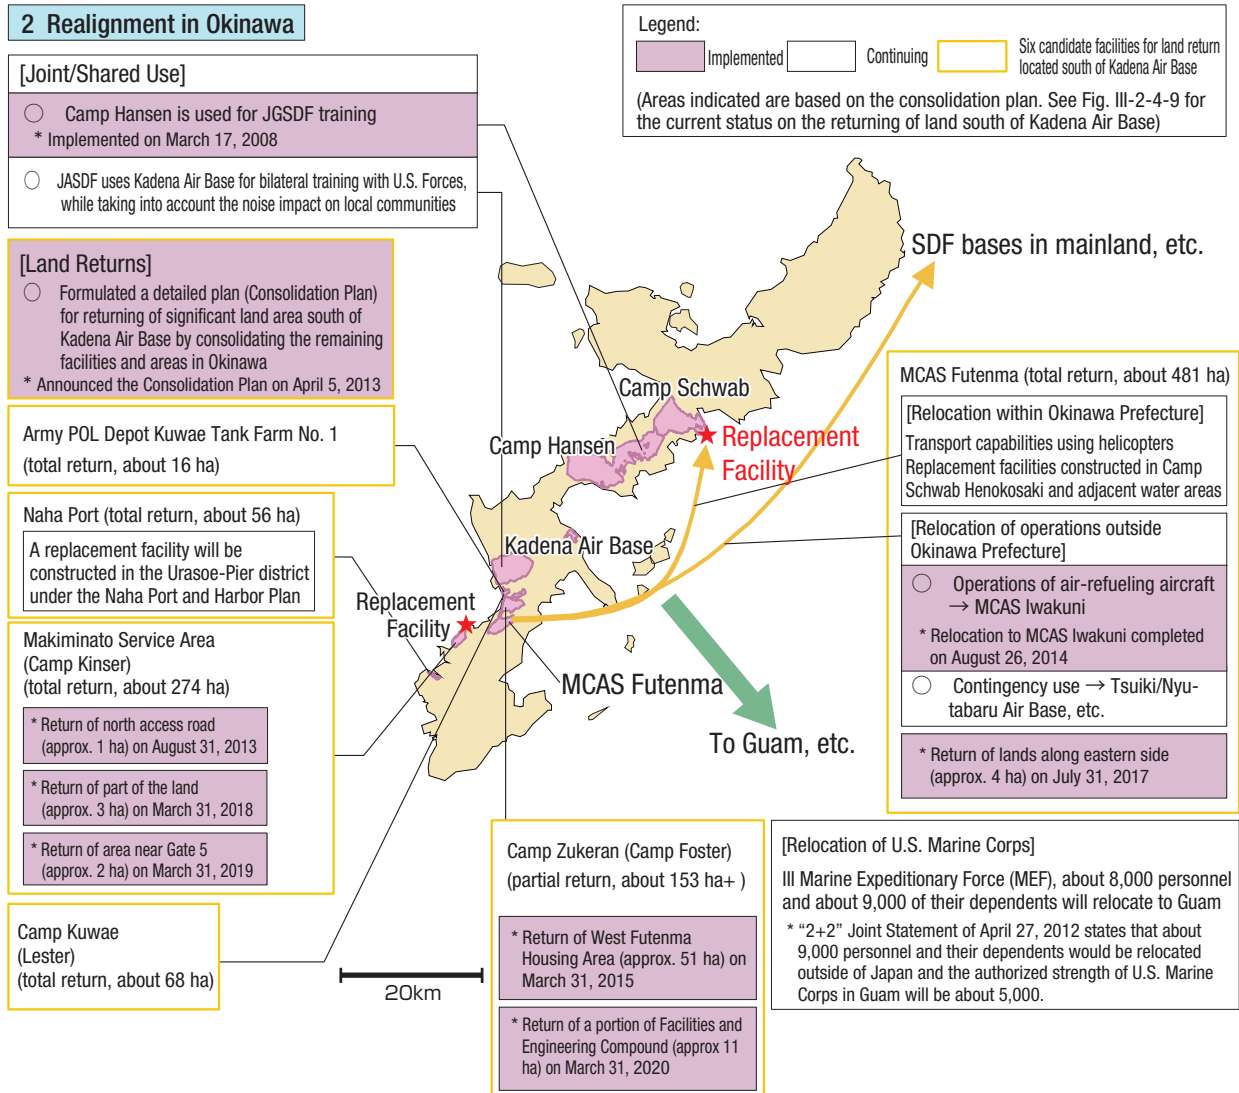 2 Realignment in Okinawa
Legend:
Implemented
Continuing
Six candidate facilities for land return
located south of Kadena Air Base
(Areas indicated are based on the consolidation plan. See Fig. III-2-4-9 for
the current status on the returning of land south of Kadena Air Base)
[Joint/Shared Use]
○ Camp Hansen is used for JGSDF training
* Implemented on March 17, 2008
○ JASDF uses Kadena Air Base for bilateral training with U.S. Forces,
while taking into account the noise impact on local communities
[Land Returns]
○ Formulated a detailed plan (Consolidation Plan)
for returning of significant land area south of
Kadena Air Base by consolidating the remaining
facilities and areas in Okinawa
* Announced the Consolidation Plan on April 5, 2013
Army POL Depot Kuwae Tank Farm No. 1
(total return, about 16 ha)
Naha Port (total return, about 56 ha)
A replacement facility will be
constructed in the Urasoe-Pier district
under the Naha Port and Harbor Plan
Makiminato Service Area
(Camp Kinser)
(total return, about 274 ha)
* Return of north access road
(approx. 1 ha) on August 31, 2013
* Return of part of the land
(approx. 3 ha) on March 31, 2018
* Return of area near Gate 5
(approx. 2 ha) on March 31, 2019
Camp Kuwae
(Lester)
(total return, about 68 ha)
SDF bases in mainland, etc.
Camp Schwab
Camp Hansen
Replacement
Facility
Kadena Air Base
Replacement
Facility
MCAS Futenma
To Guam, etc.
20km
MCAS Futenma (total return, about 481 ha)
[Relocation within Okinawa Prefecture]
Transport capabilities using helicopters
Replacement facilities constructed in Camp
Schwab Henokosaki and adjacent water areas
[Relocation of operations outside
Okinawa Prefecture]
○ Operations of air-refueling aircraft
→ MCAS Iwakuni
* Relocation to MCAS Iwakuni completed
on August 26, 2014
○ Contingency use → Tsuiki/Nyu-
tabaru Air Base, etc.
* Return of lands along eastern side
(approx. 4 ha) on July 31, 2017
Camp Zukeran (Camp Foster)
(partial return, about 153 ha+ )
* Return of West Futenma
Housing Area (approx. 51 ha) on
March 31, 2015
* Return of a portion of Facilities and
Engineering Compound (approx 11
ha) on March 31, 2020
[Relocation of U.S. Marine Corps]
III Marine Expeditionary Force (MEF), about 8,000 personnel
and about 9,000 of their dependents will relocate to Guam
* “2+2” Joint Statement of April 27, 2012 states that about
9,000 personnel and their dependents would be relocated
outside of Japan and the authorized strength of U.S. Marine
Corps in Guam will be about 5,000.